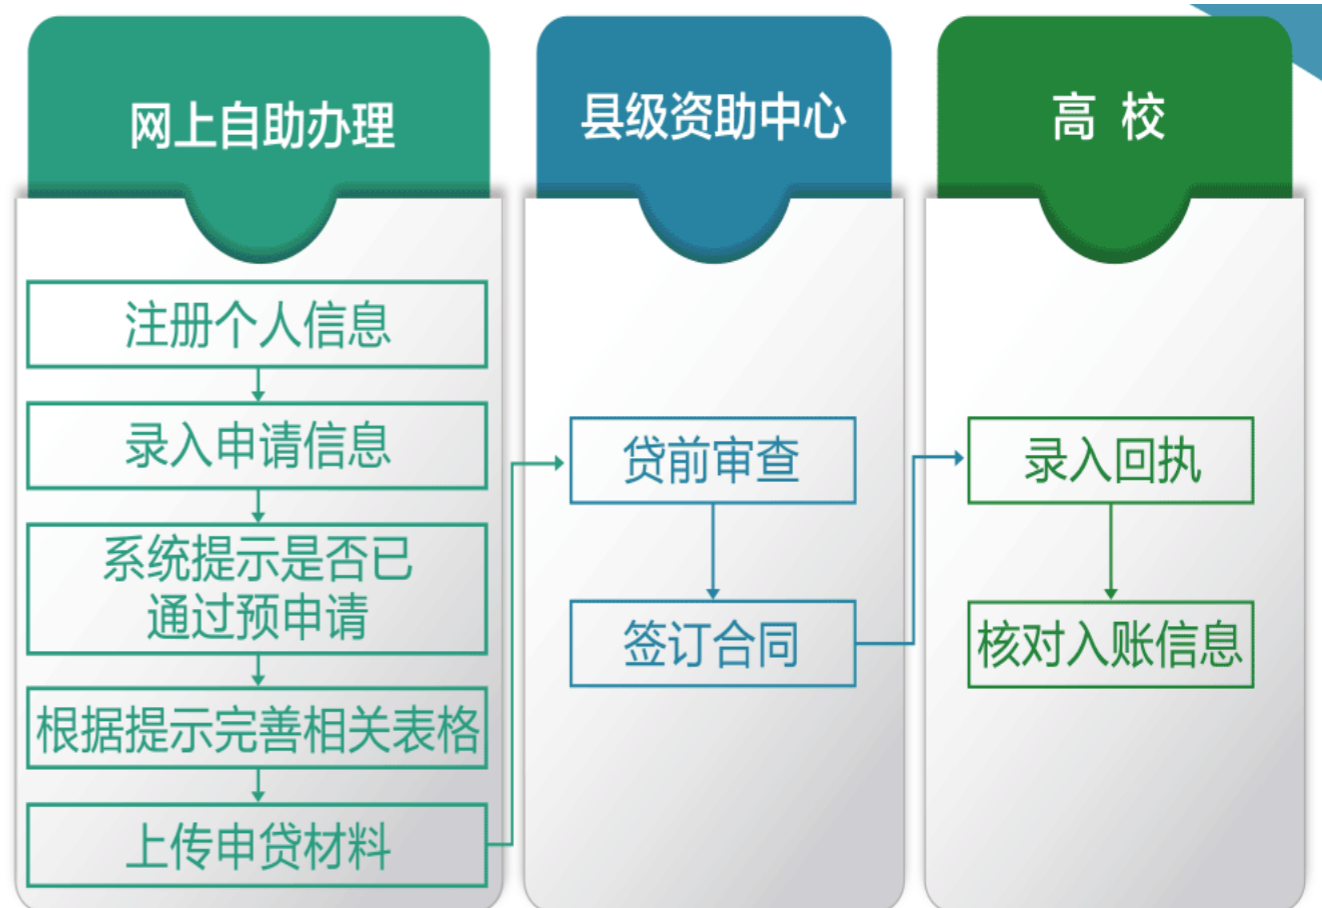 网上自助办理
注册个人信息
录入申请信息
系统提示是否已
通过预申请
根据提示完善相关表格
上传申贷材料
县级资助中心
贷前审查
签订合同
高校
录入回执
核对入账信息